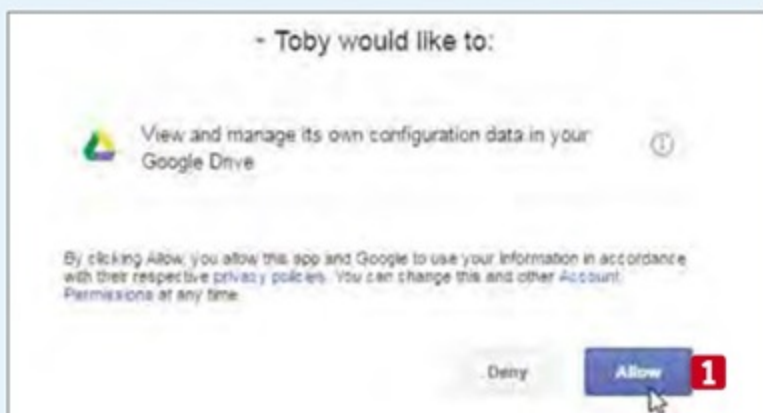 - Toby would like to:
View and manage its own configuration data in your
Google Drive
By clicking Allow, you allow this app and Google to use your information in accordance
with their respective privacy policies. You can change this and other Account
Permissions at any time.
Deny
Allow
1